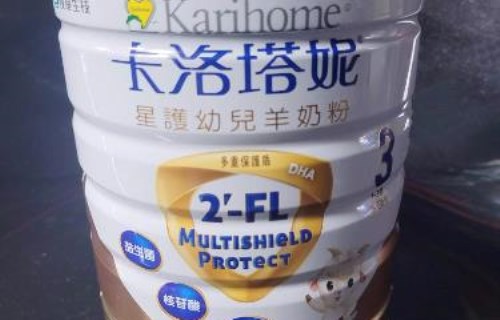 Karihome®
卡洛塔妮®
星護幼兒羊奶粉
3
多重保護盾
DHA
2'-FL
MULTISHIELD
PROTECT
益生菌
核苷酸